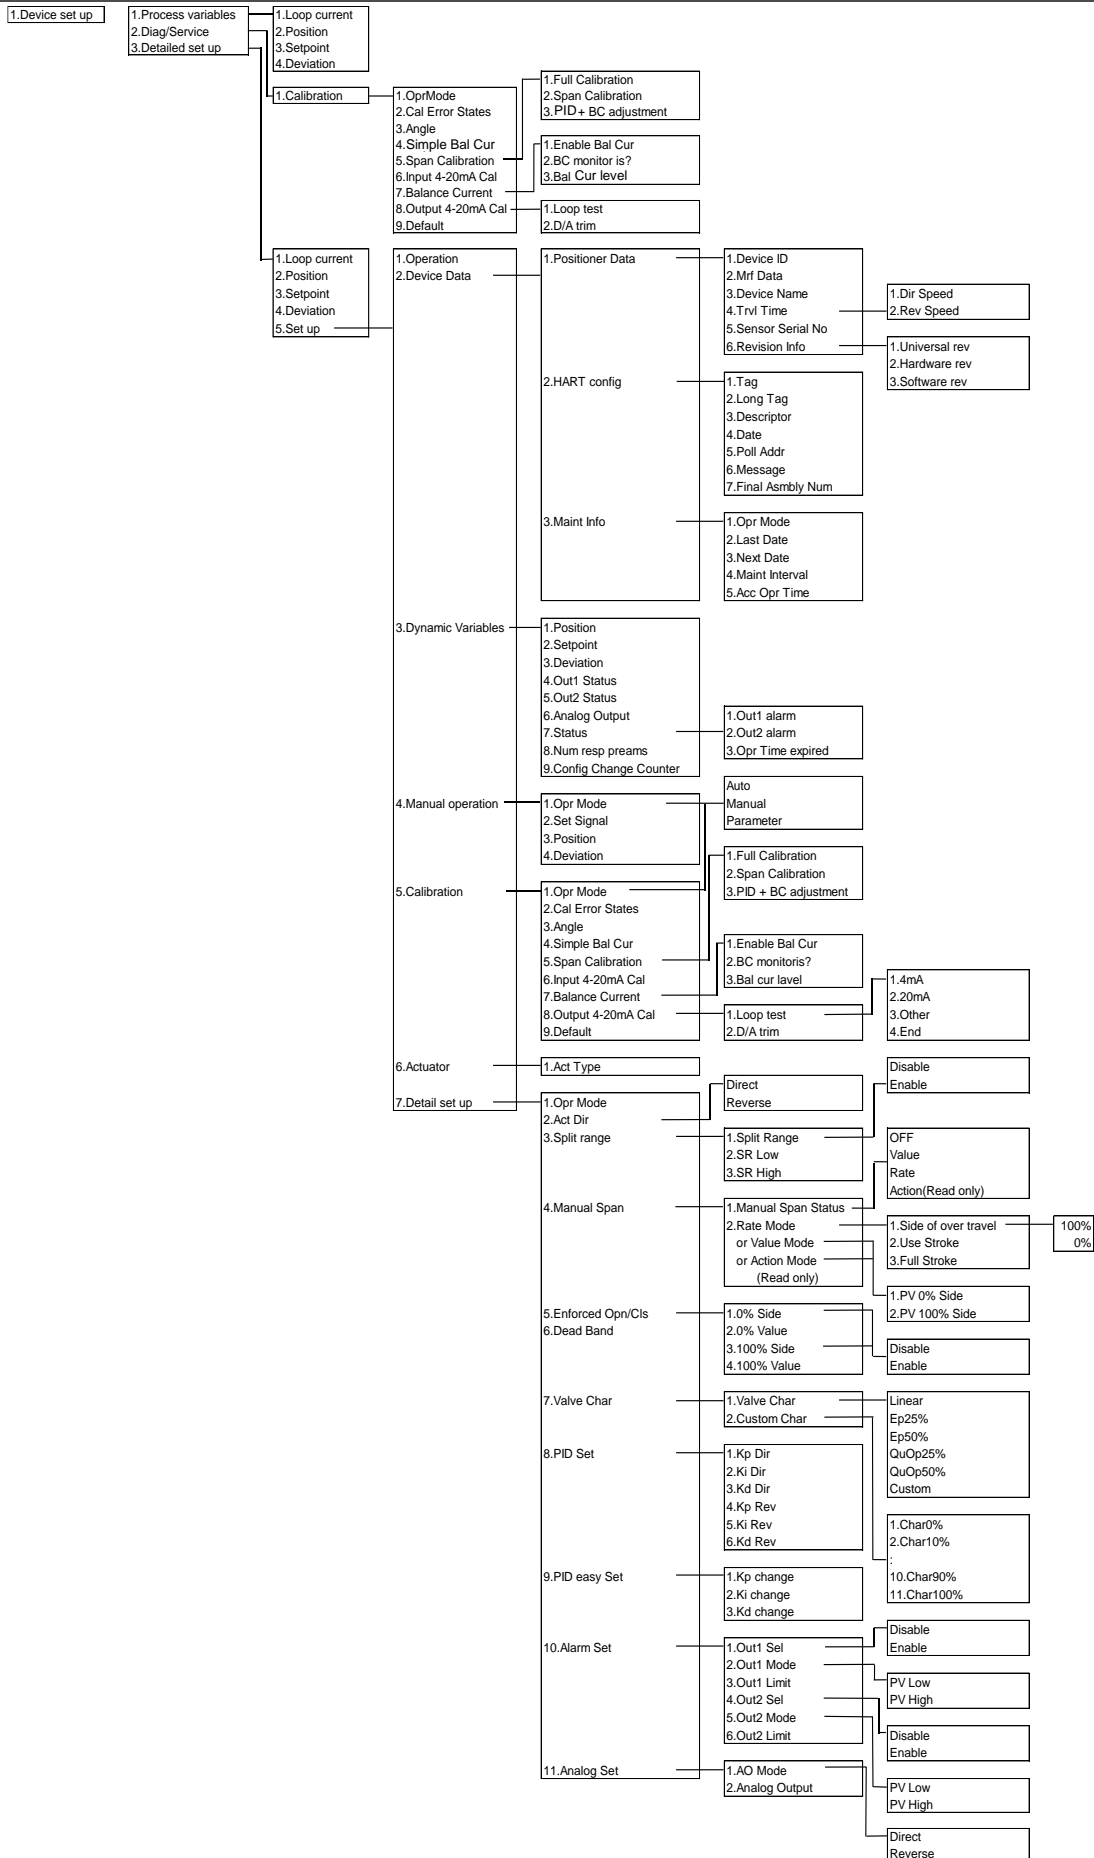 1.Device set up
1.Process variables
2.Diag/Service
3.Detailed set up
1.Loop current
2.Position
3.Setpoint
4.Deviation
1.Calibration
1.OprMode
2.Cal Error States
3.Angle
4.Simple Bal Cur
5.Span Calibration
6.Input 4-20mA Cal
7.Balance Current
8.Output 4-20mA Cal
9.Default
1.Full Calibration
2.Span Calibration
3.PID+ BC adjustment
1.Enable Bal Cur
2.BC monitor is?
3.Bal Cur level
1.Loop test
2.D/A trim
1.Loop current
2.Position
3.Setpoint
4.Deviation
5.Set up
1.Operation
2.Device Data
3.Dynamic Variables
4.Manual operation
5.Calibration
6.Actuator
7.Detail set up
1.Positioner Data
2.HART config
3.Maint Info
1.Device ID
2.Mrf Data
3.Device Name
4.Trvl Time
5.Sensor Serial No
6.Revision Info
1.Dir Speed
2.Rev Speed
1.Universal rev
2.Hardware rev
3.Software rev
1.Tag
2.Long Tag
3.Descriptor
4.Date
5.Poll Addr
6.Message
7.Final Asmbly Num
1.Opr Mode
2.Last Date
3.Next Date
4.Maint Interval
5.Acc Opr Time
1.Position
2.Setpoint
3.Deviation
4.Out1 Status
5.Out2 Status
6.Analog Output
7.Status
8.Num resp preams
9.Config Change Counter
1.Out1 alarm
2.Out2 alarm
3.Opr Time expired
1.Opr Mode
2.Set Signal
3.Position
4.Deviation
Auto
Manual
Parameter
1.Opr Mode
2.Cal Error States
3.Angle
4.Simple Bal Cur
5.Span Calibration
6.Input 4-20mA Cal
7.Balance Current
8.Output 4-20mA Cal
9.Default
1.Full Calibration
2.Span Calibration
3.PID + BC adjustment
1.Enable Bal Cur
2.BC monitoris?
3.Bal cur lavel
1.Loop test
2.D/A trim
1.4mA
2.20mA
3.Other
4.End
1.Act Type
1.Opr Mode
2.Act Dir
3.Split range
4.Manual Span
5.Enforced Opn/Cls
6.Dead Band
7.Valve Char
8.PID Set
9.PID easy Set
10.Alarm Set
11.Analog Set
Direct
Reverse
1.Split Range
2.SR Low
3.SR High
Disable
Enable
1.Manual Span Status
2.Rate Mode
or Value Mode
or Action Mode
(Read only)
OFF
Value
Rate
Action(Read only)
1.Side of over travel
2.Use Stroke
3.Full Stroke
100%
0%
1.PV 0% Side
2.PV 100% Side
1.0% Side
2.0% Value
3.100% Side
4.100% Value
Disable
Enable
1.Valve Char
2.Custom Char
Linear
Ep25%
Ep50%
QuOp25%
QuOp50%
Custom
1.Char0%
2.Char10%
:
10.Char90%
11.Char100%
1.Kp Dir
2.Ki Dir
3.Kd Dir
4.Kp Rev
5.Ki Rev
6.Kd Rev
1.Kp change
2.Ki change
3.Kd change
1.Out1 Sel
2.Out1 Mode
3.Out1 Limit
4.Out2 Sel
5.Out2 Mode
6.Out2 Limit
Disable
Enable
PV Low
PV High
Disable
Enable
PV Low
PV High
1.AO Mode
2.Analog Output
Direct
Reverse